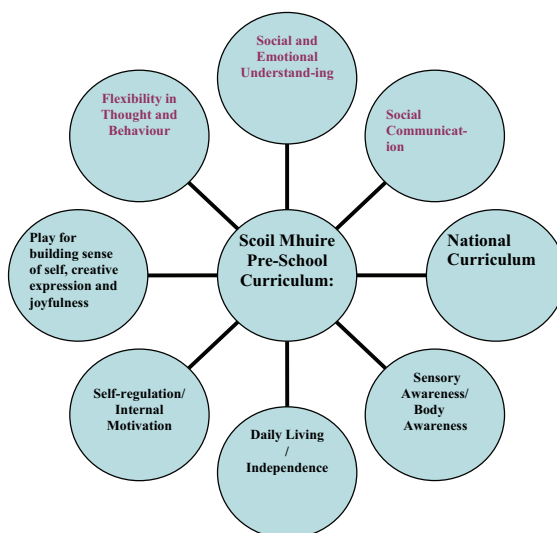 Social and
Emotional
Understand-ing
Flexibility in
Thought and
Behaviour
Social
Communicat-
ion
Play for
building sense
of self, creative
expression and
joyfulness
Scoil Mhuire
Pre-School
Curriculum:
National
Curriculum
Self-regulation/
Internal
Motivation
Daily Living
/
Independence
Sensory
Awareness/
Body
Awareness